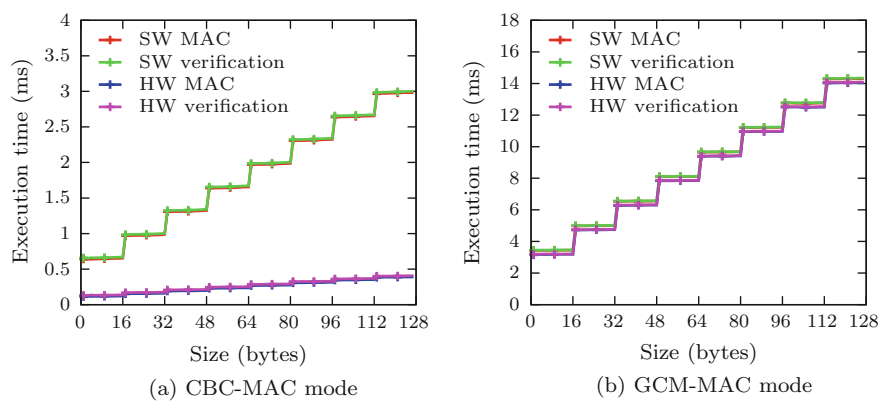 4
3.5
3
2.5
2
1.5
1
0.5
0
Execution time (ms)
SW MAC
SW verification
HW MAC
HW verification
0 16 32 48 64 80 96 112 128
Size (bytes)
(a) CBC-MAC mode
18
16
14
12
10
8
6
4
2
0
Execution time (ms)
SW MAC
SW verification
HW MAC
HW verification
0 16 32 48 64 80 96 112 128
Size (bytes)
(b) GCM-MAC mode